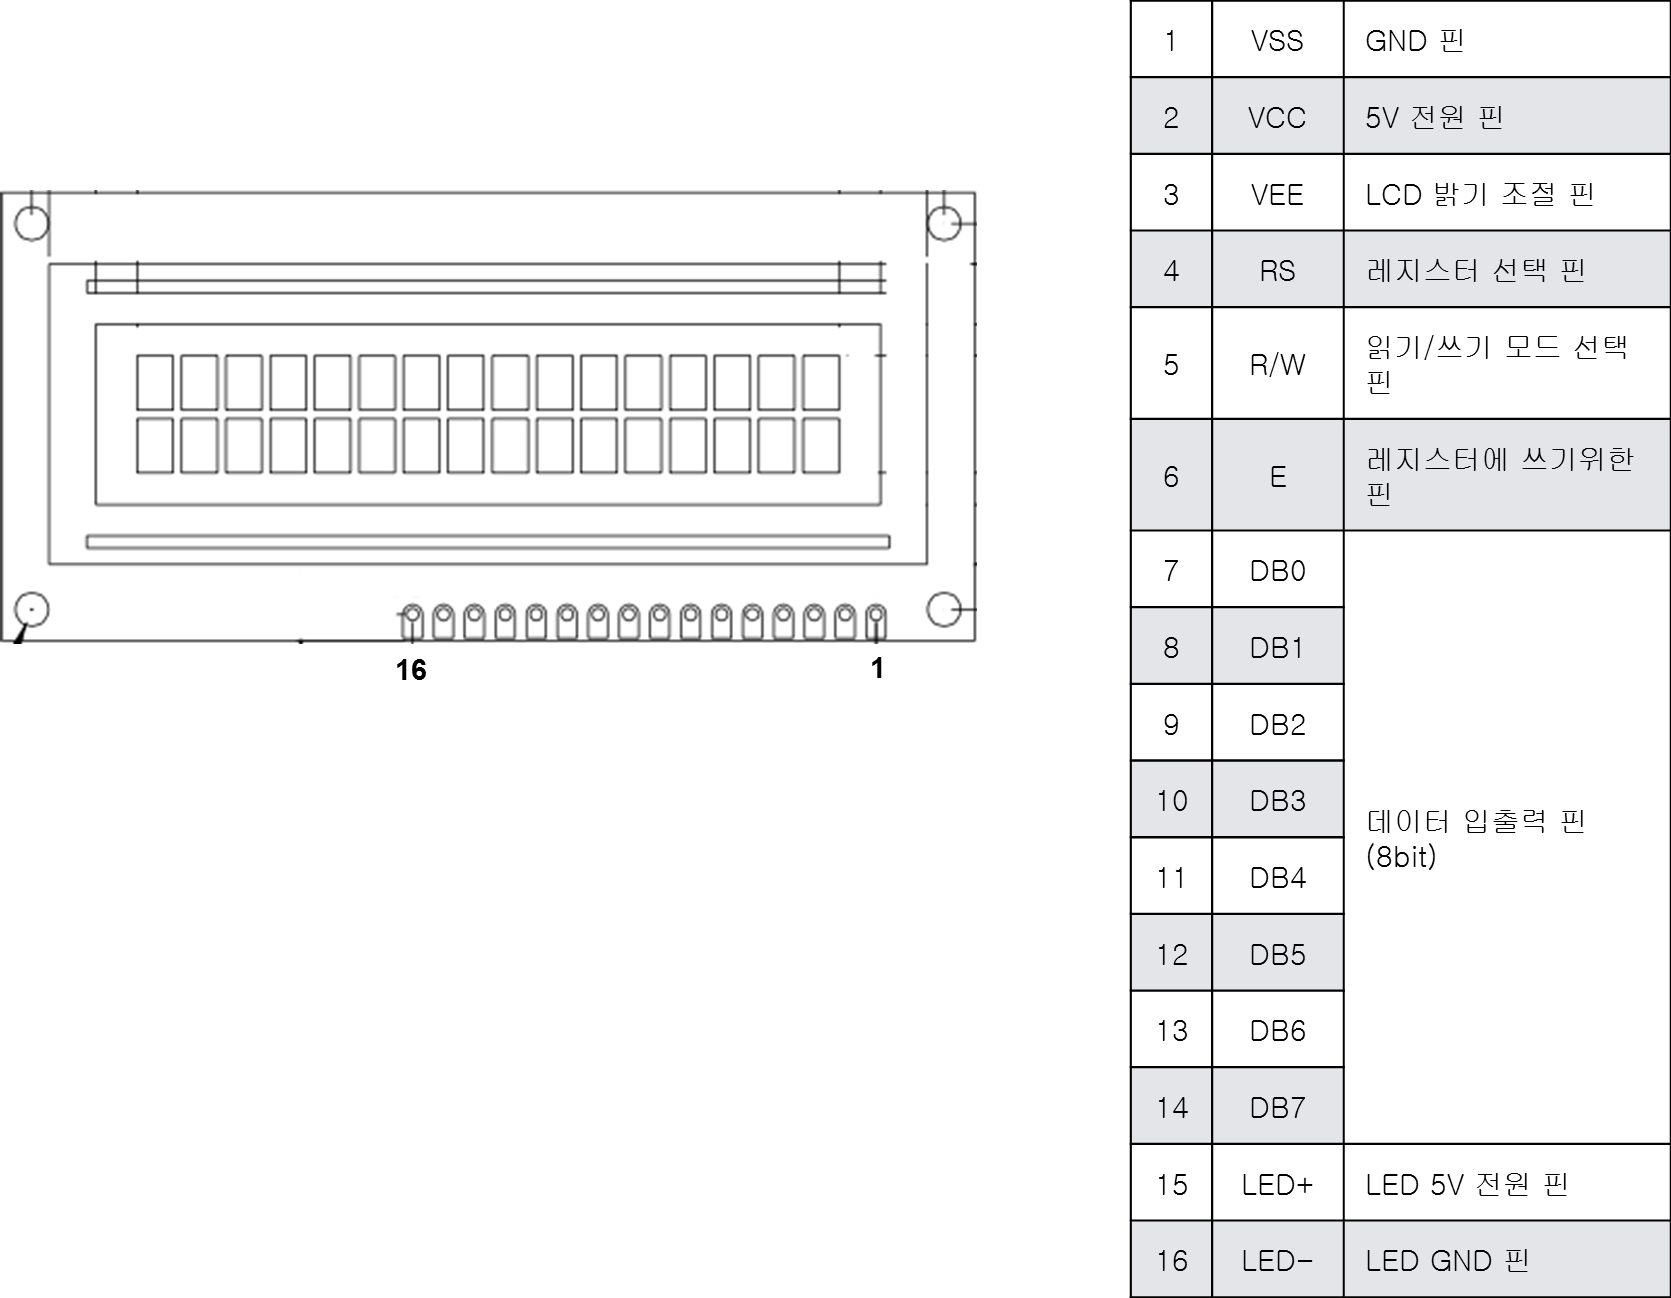 16
1
1 VSS GND 핀
2 VCC 5V 전원 핀
3 VEE LCD 밝기 조절 핀
4 RS 레지스터 선택 핀
5 R/W 읽기/쓰기 모드 선택
핀
6 E 레지스터에 쓰기위한
핀
7 DB0
8 DB1
9 DB2
10 DB3
데이터 입출력 핀
(8bit)
11 DB4
12 DB5
13 DB6
14 DB7
15 LED+ LED 5V 전원 핀
16 LED- LED GND 핀